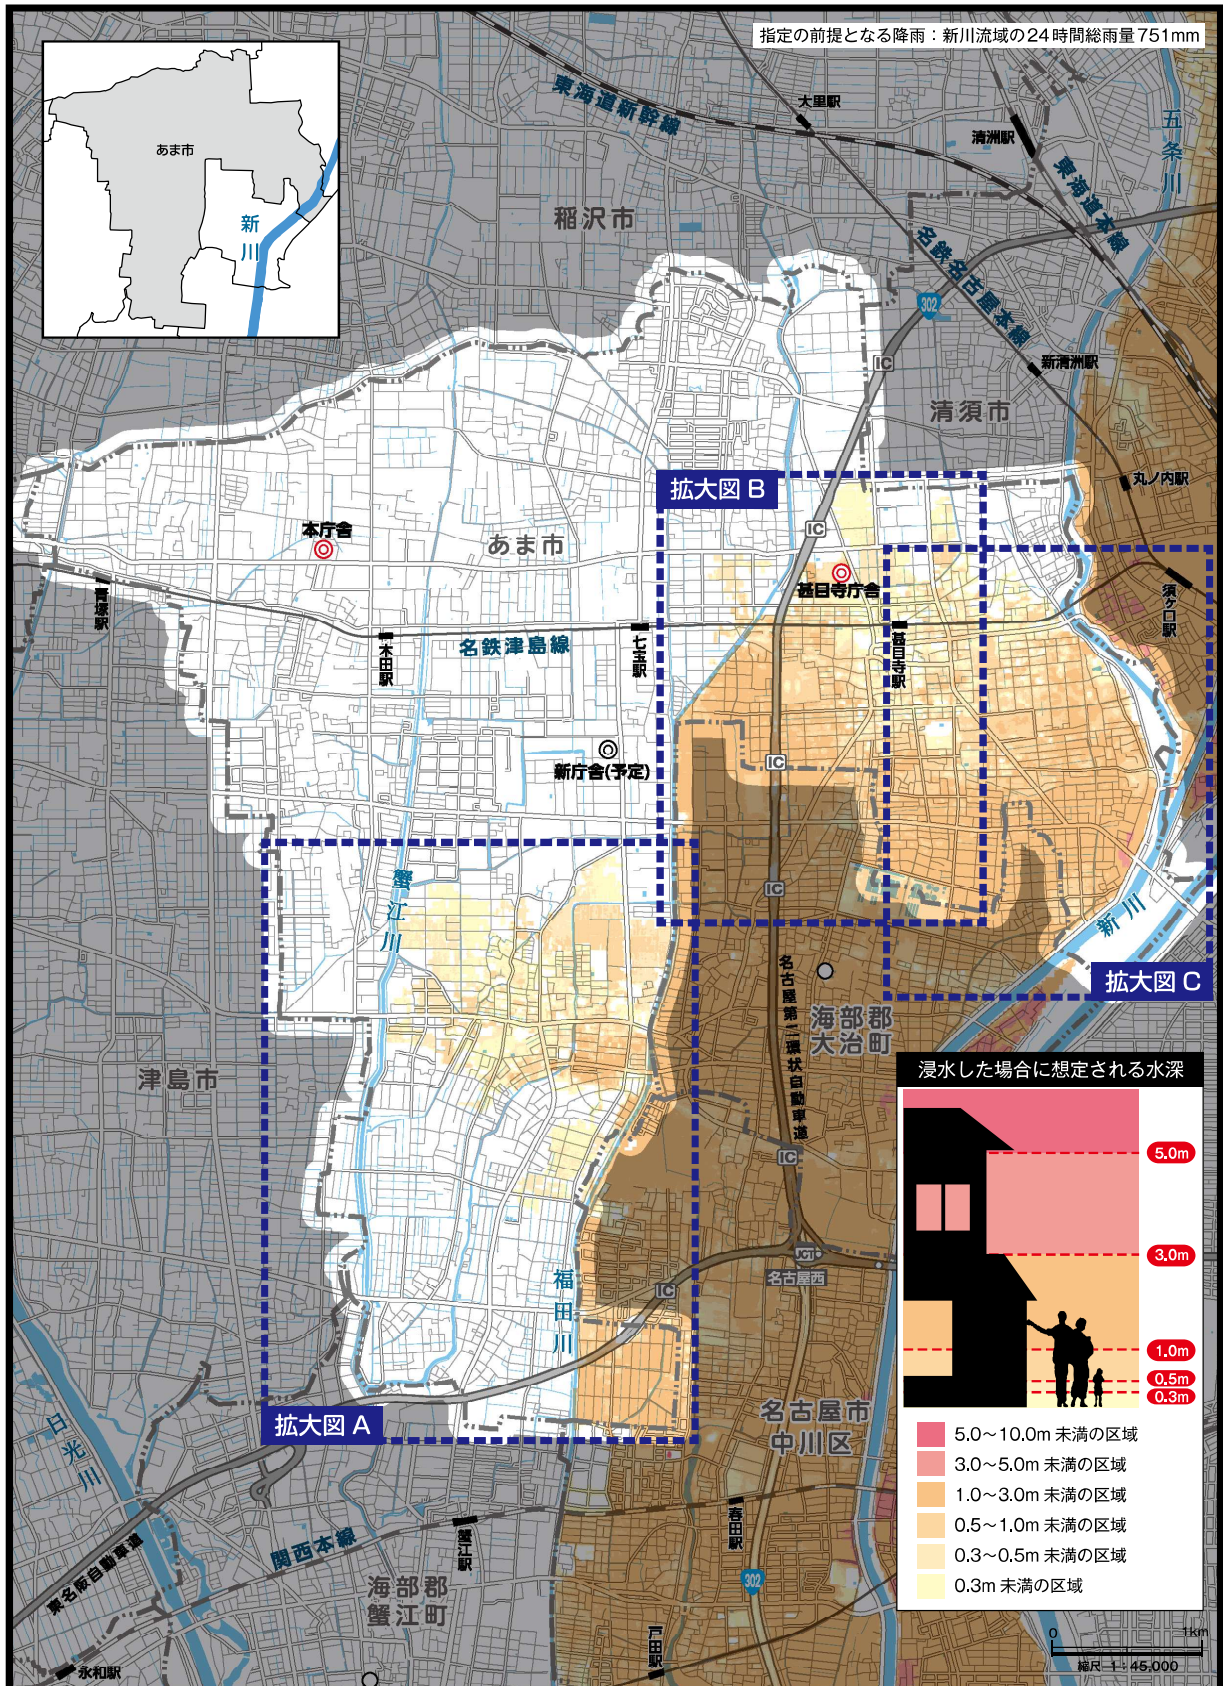 指定の前提となる降雨：新川流域の24時間総雨量751mm
あま市
新川
東海道新幹線
大里駅
清洲駅
五条川
東海道本線
稲沢市
名鉄名古屋本線
302
IC
新清洲駅
清須市
丸ノ内駅
拡大図 B
本庁舎
あま市
IC
甚目寺庁舎
須ヶ口駅
青塚駅
木田駅
名鉄津島線
七宝駅
甚目寺駅
新庁舎(予定)
IC
蟹江川
IC
新川
拡大図 C
名古屋第二環状自動車道
海部郡
大治町
津島市
IC
福田川
JCT
名古屋西
IC
拡大図 A
名古屋市
中川区
日光川
東名阪自動車道
関西本線
蟹江駅
春田駅
302
海部郡
蟹江町
戸田駅
永和駅
浸水した場合に想定される水深
5.0m
3.0m
1.0m
0.5m
0.3m
5.0～10.0m 未満の区域
3.0～5.0m 未満の区域
1.0～3.0m 未満の区域
0.5～1.0m 未満の区域
0.3～0.5m 未満の区域
0.3m 未満の区域
0 1km
縮尺 1：45,000